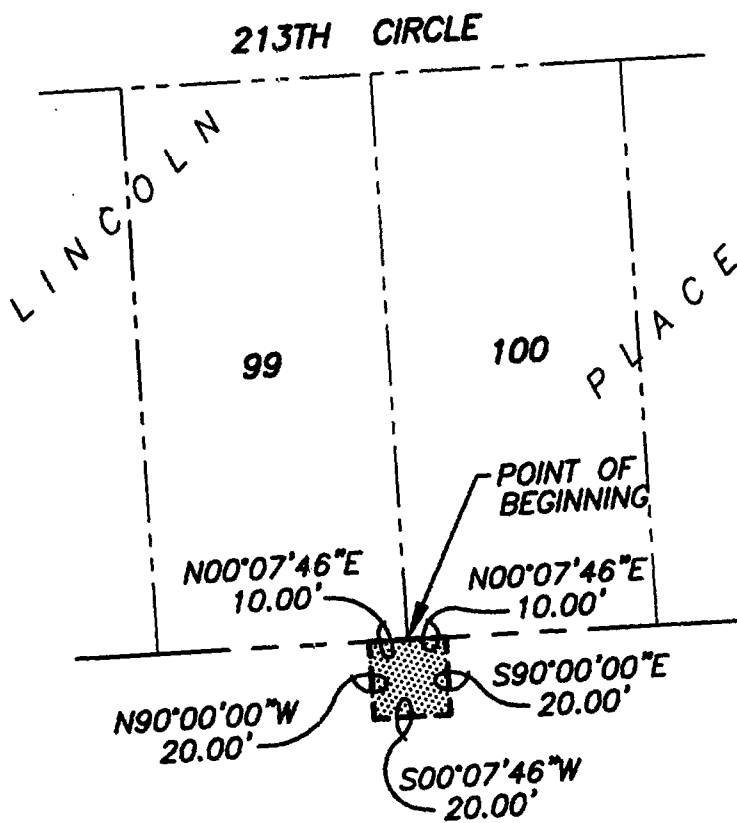 213TH CIRCLE
LINCOLN
PLACE
99
100
POINT OF
BEGINNING
N00°07'46"E
10.00'
N00°07'46"E
10.00'
N90°00'00"W
20.00'
S90°00'00"E
20.00'
S00°07'46"W
20.00'